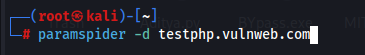 ┌──(root㉿kali)-[~]
└─# paramspider -d testphp.vulnweb.com